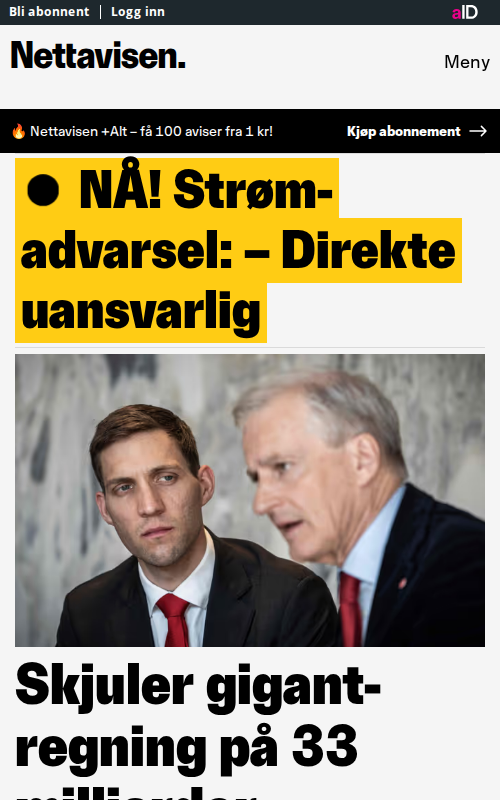 Bli abonnent | Logg inn
aID
Nettavisen.
Meny
🔥 Nettavisen +Alt – få 100 aviser fra 1 kr!
Kjøp abonnement →
● NÅ! Strøm-
advarsel: – Direkte
uansvarlig
Skjuler gigant-
regning på 33